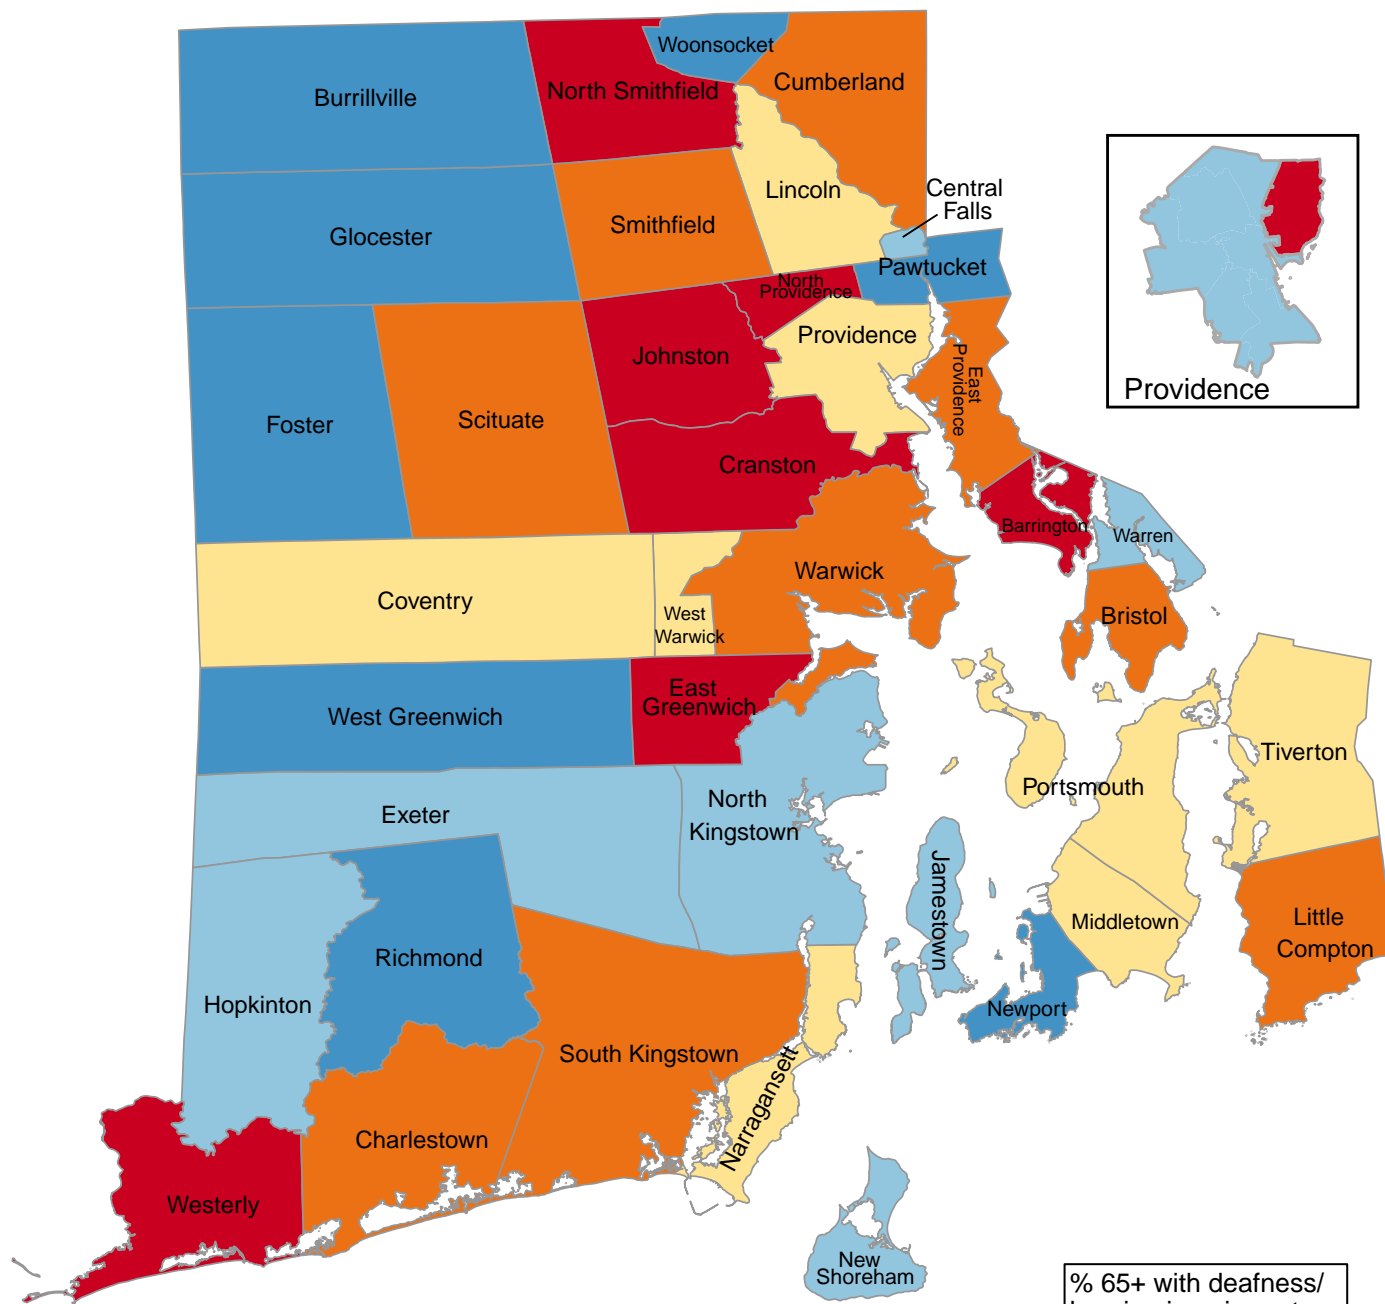 Woonsocket
Cumberland
North Smithfield
Burrillville
Lincoln
Central
Falls
Smithfield
Glocester
Pawtucket
North
Providence
Providence
Johnston
East
Providence
Providence
Foster
Scituate
Cranston
Barrington
Warren
Warwick
Coventry
West
Warwick
Bristol
East
Greenwich
West Greenwich
Tiverton
Portsmouth
North
Kingstown
Exeter
Jamestown
Middletown
Little
Compton
Richmond
Hopkinton
Newport
South Kingstown
Narragansett
Charlestown
Westerly
New
Shoreham
% 65+ with deafness/